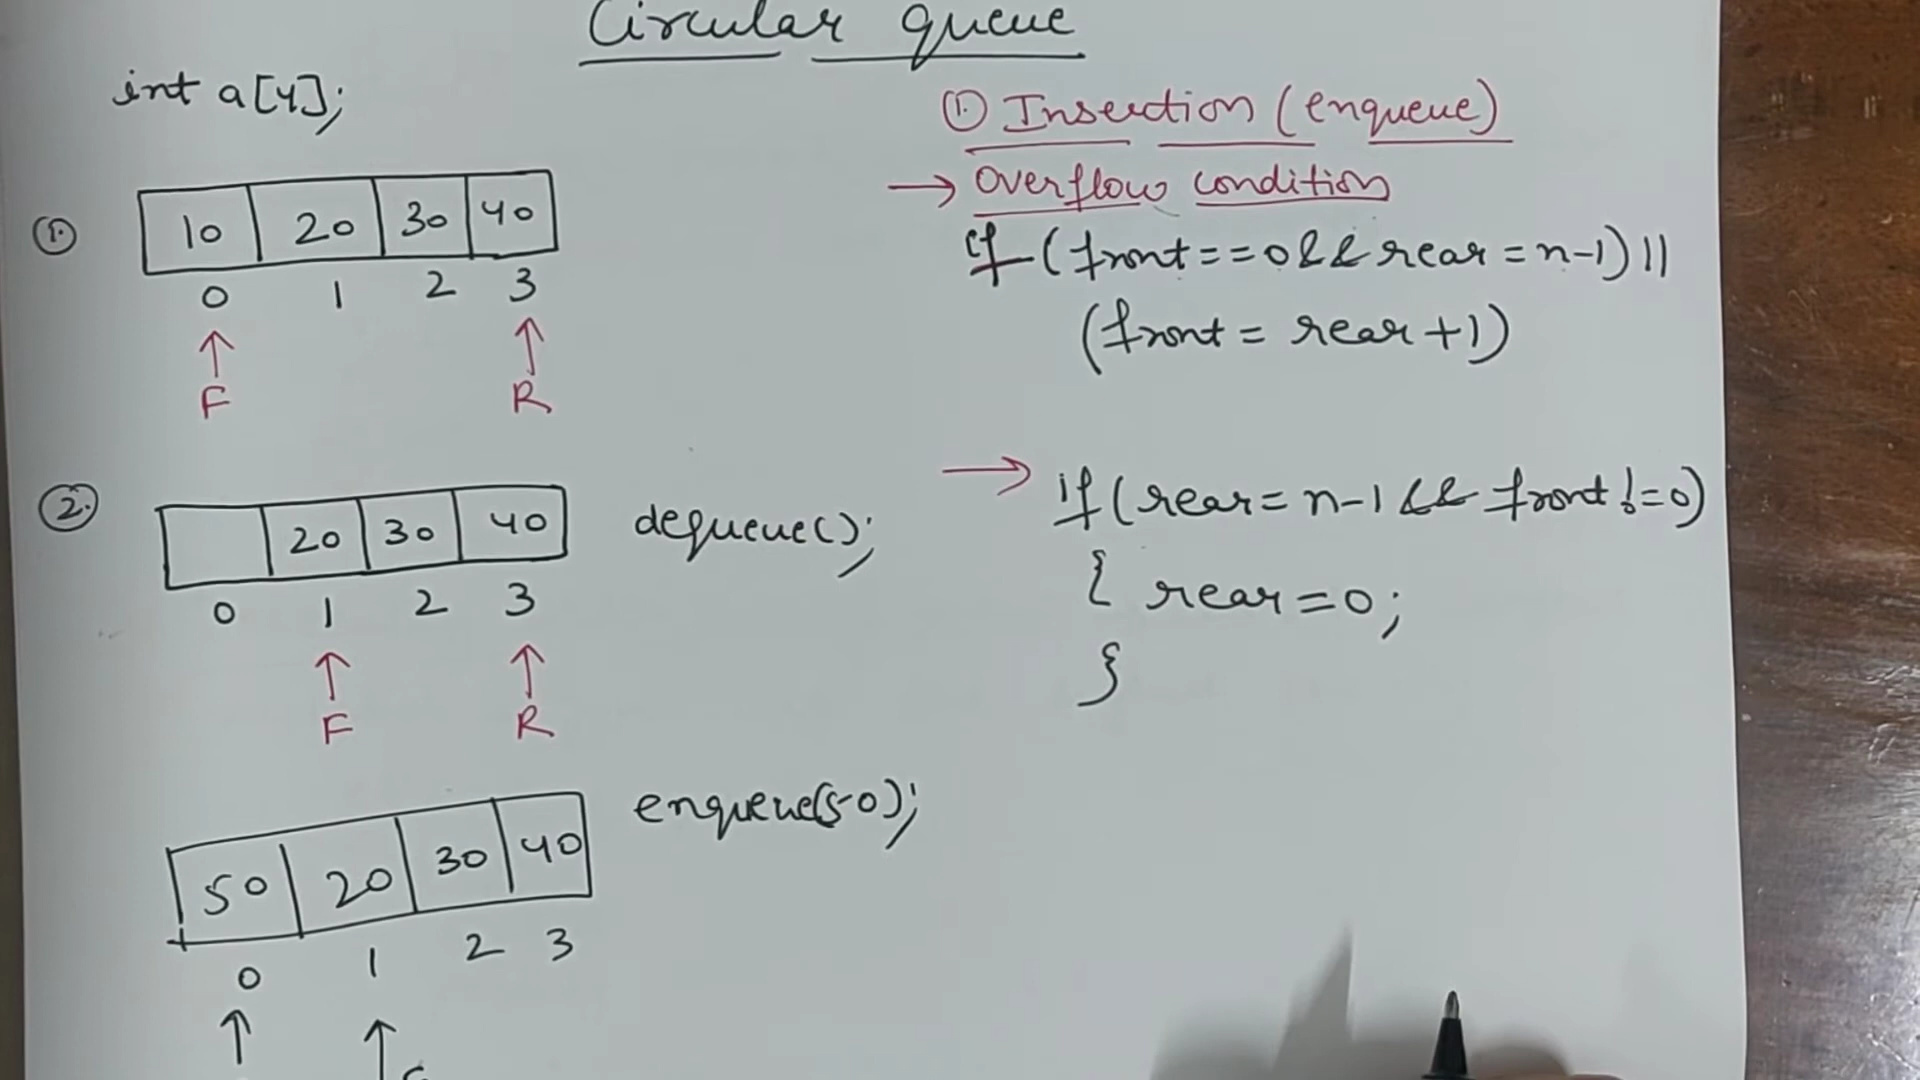 Circular queue
int a[4];
① Insertion (enqueue)
→ Overflow condition
if (front==0 && rear=n-1) ||
(front = rear+1)
①.
10 20 30 40
0 1 2 3
↑ ↑
F R
→ if (rear= n-1 && front != 0)
{ rear=0;
}
②.
20 30 40
dequeue();
0 1 2 3
↑ ↑
F R
50 20 30 40
enqueue(50);
0 1 2 3
↑ ↑